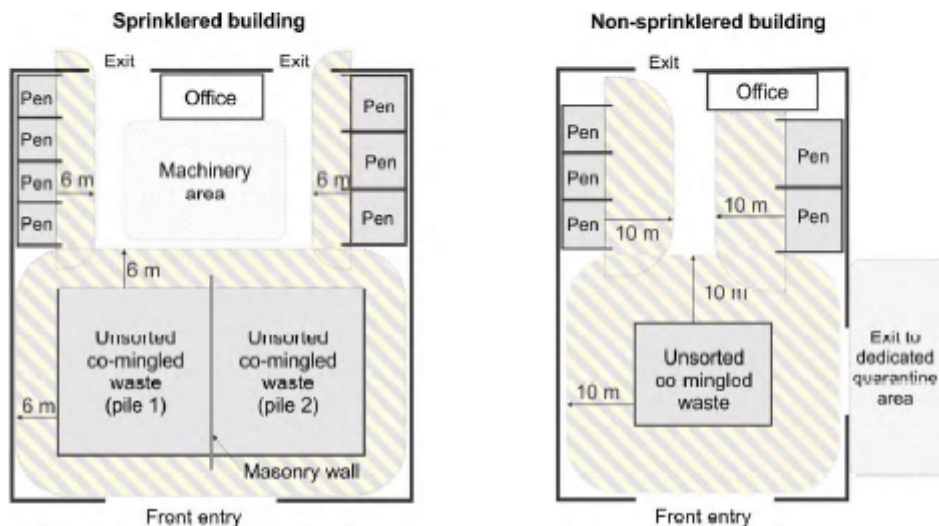 Sprinklered building
Non-sprinklered building
Exit
Exit
Office
Pen
Pen
Pen
Pen
Pen
Pen
Pen
Machinery
area
6 m
6 m
6 m
Unsorted
co-mingled
waste
(pile 1)
Unsorted
co-mingled
waste
(pile 2)
6 m
Masonry wall
Front entry
Exit
Office
Pen
Pen
Pen
Pen
Pen
10 m
10 m
10 m
Unsorted
co mingled
waste
10 m
Exit to
dedicated
quarantine
area
Front entry